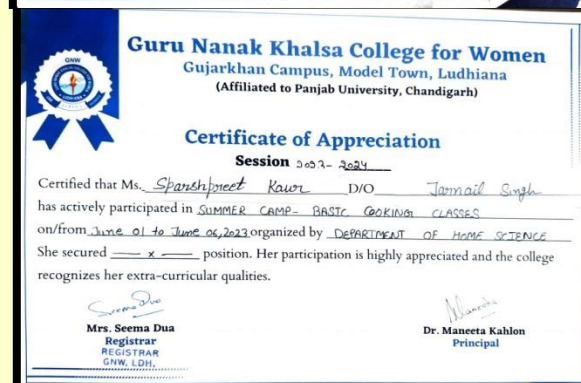 GNW
Guru Nanak Khalsa College for Women
Gujarkhan Campus, Model Town, Ludhiana
(Affiliated to Panjab University, Chandigarh)
Certificate of Appreciation
Session 2023- 2024
Certified that Ms. Sparshpreet Kaur D/O Jarnail Singh
has actively participated in SUMMER CAMP- BASIC COOKING CLASSES
on/from June 01 to June 06, 2023 organized by DEPARTMENT OF HOME SCIENCE
She secured — x — position. Her participation is highly appreciated and the college
recognizes her extra-curricular qualities.
Seema Dua
Maneeta
Mrs. Seema Dua
Dr. Maneeta Kahlon
Registrar
Principal
REGISTRAR
GNW, LDH,